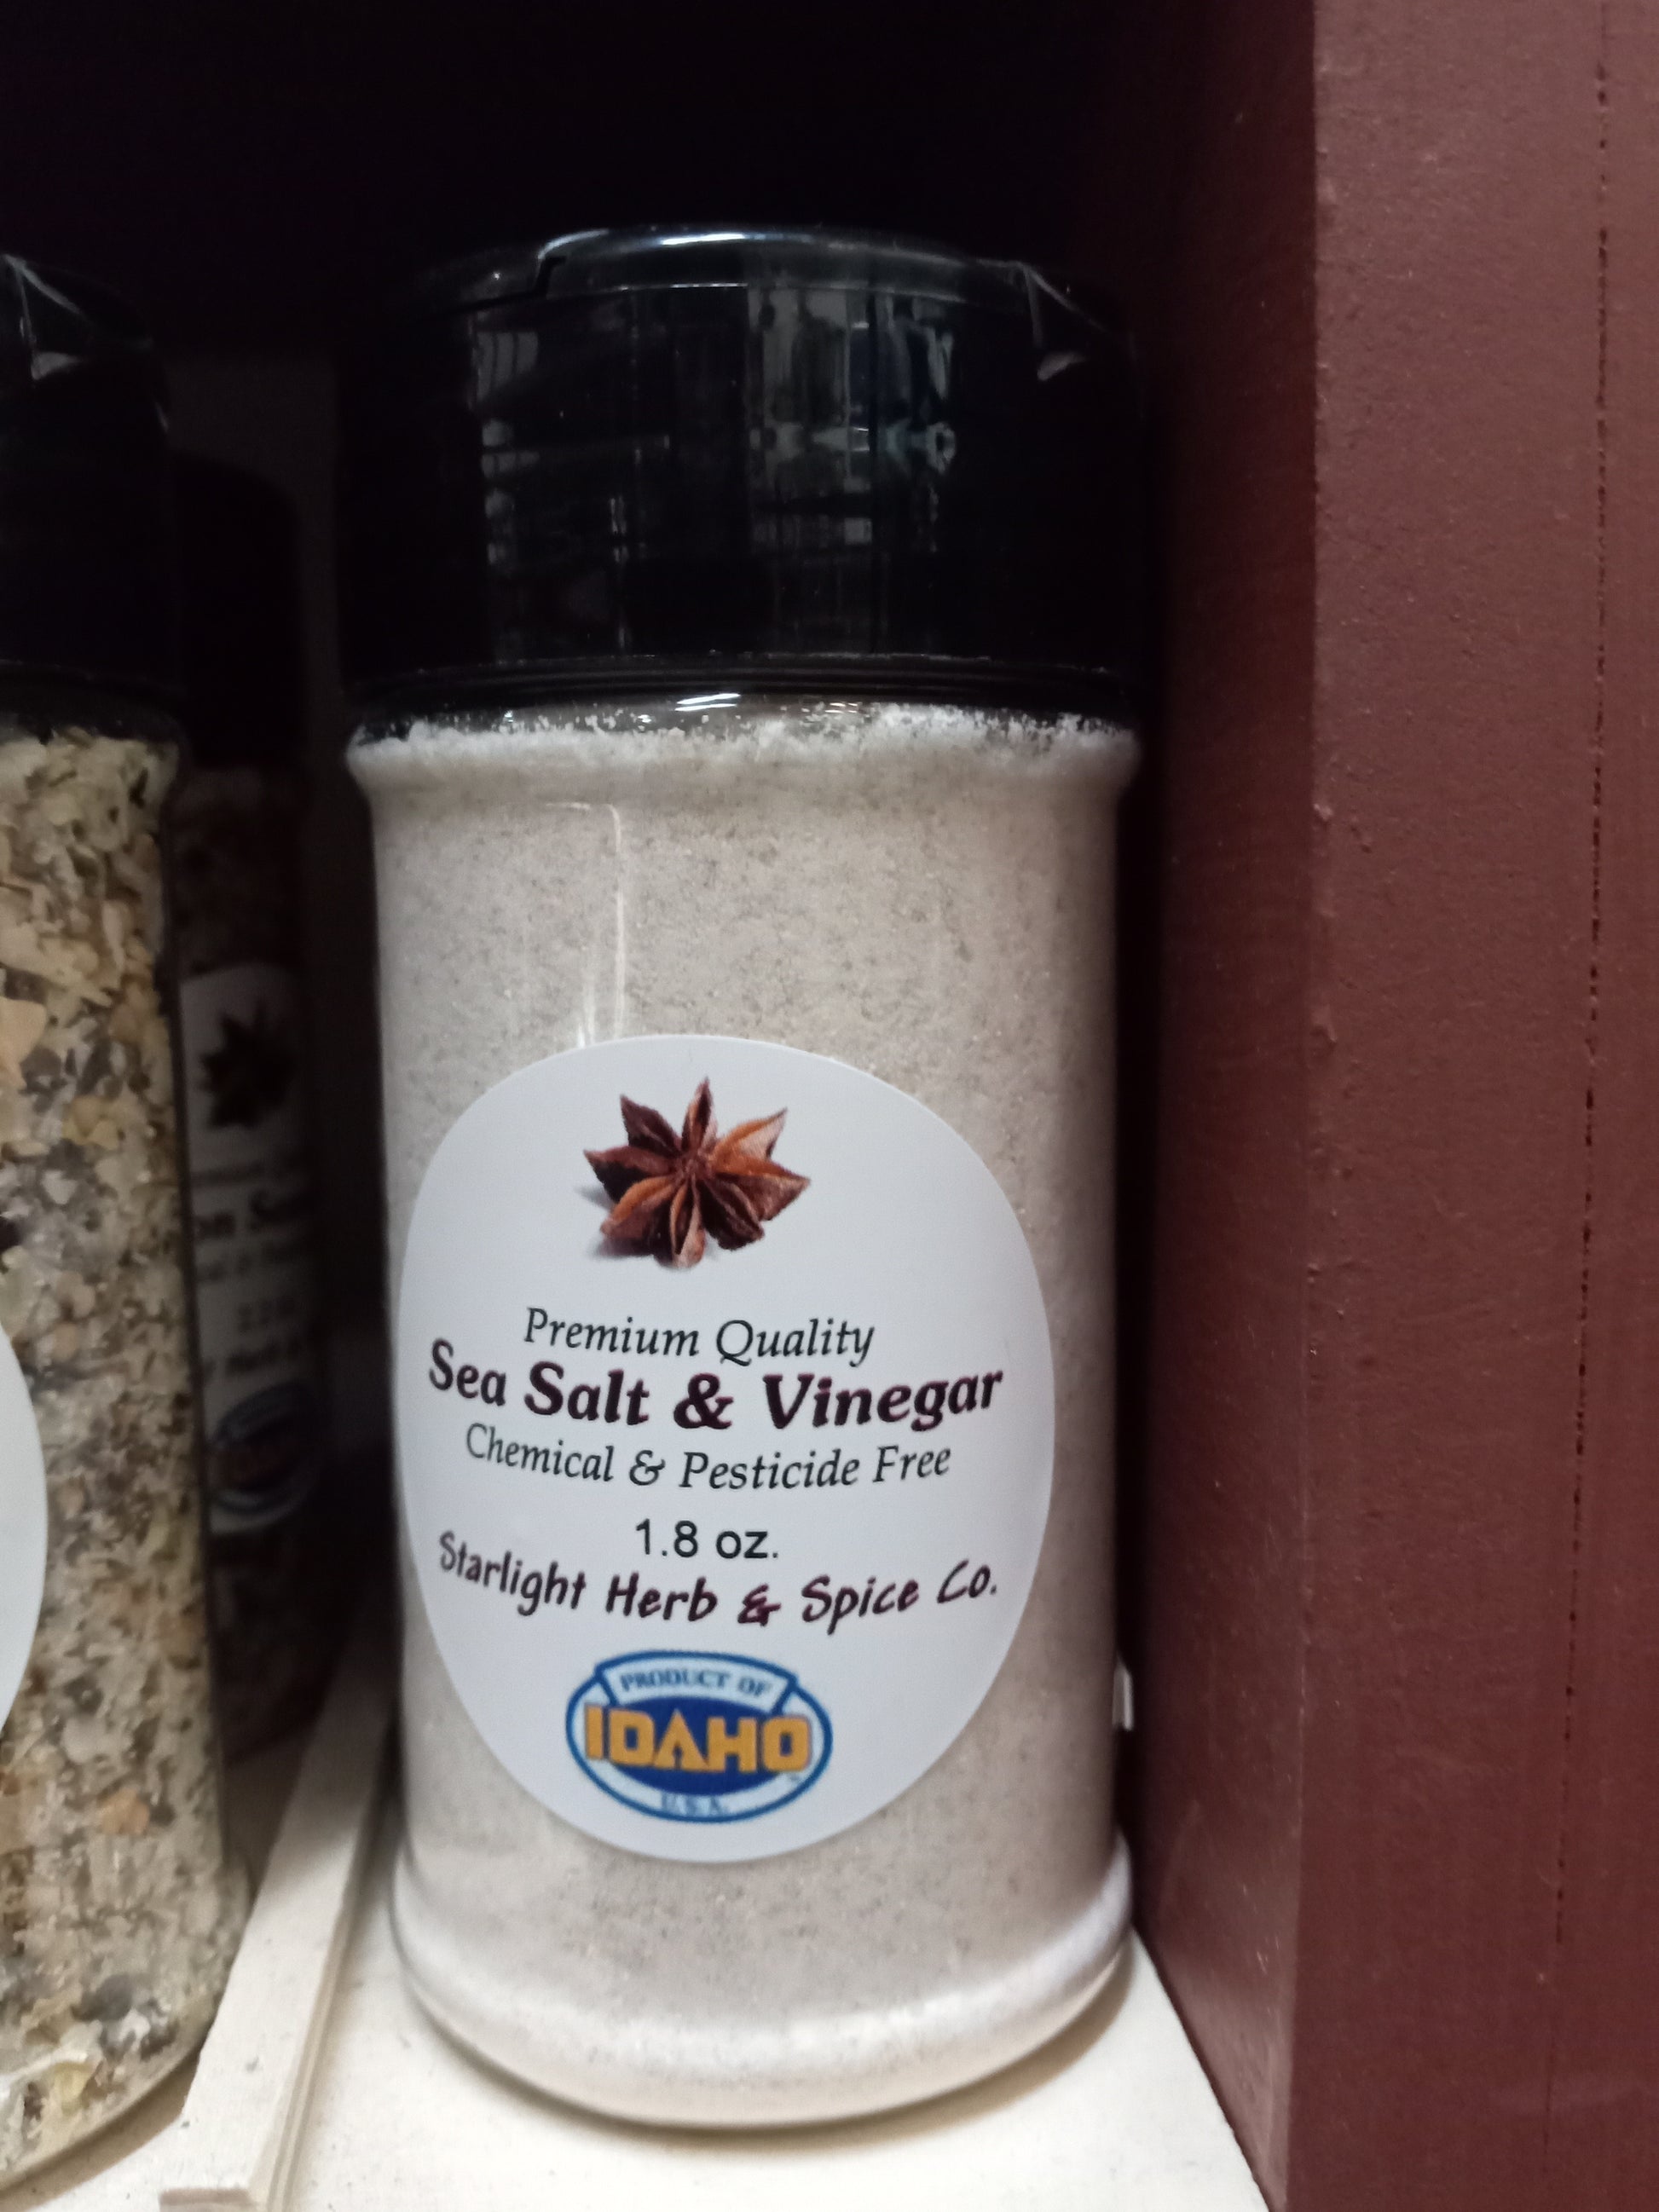 Premium Quality
Sea Salt & Vinegar
Chemical & Pesticide Free
1.8 oz.
Starlight Herb & Spice Co.
PRODUCT OF
IDAHO
U.S.A.